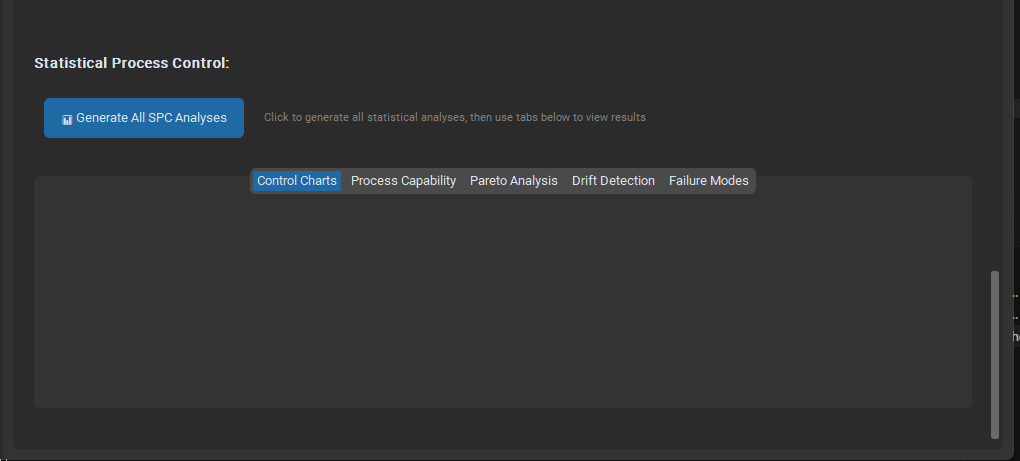 Statistical Process Control:
Generate All SPC Analyses
Click to generate all statistical analyses, then use tabs below to view results
Control Charts Process Capability Pareto Analysis Drift Detection Failure Modes